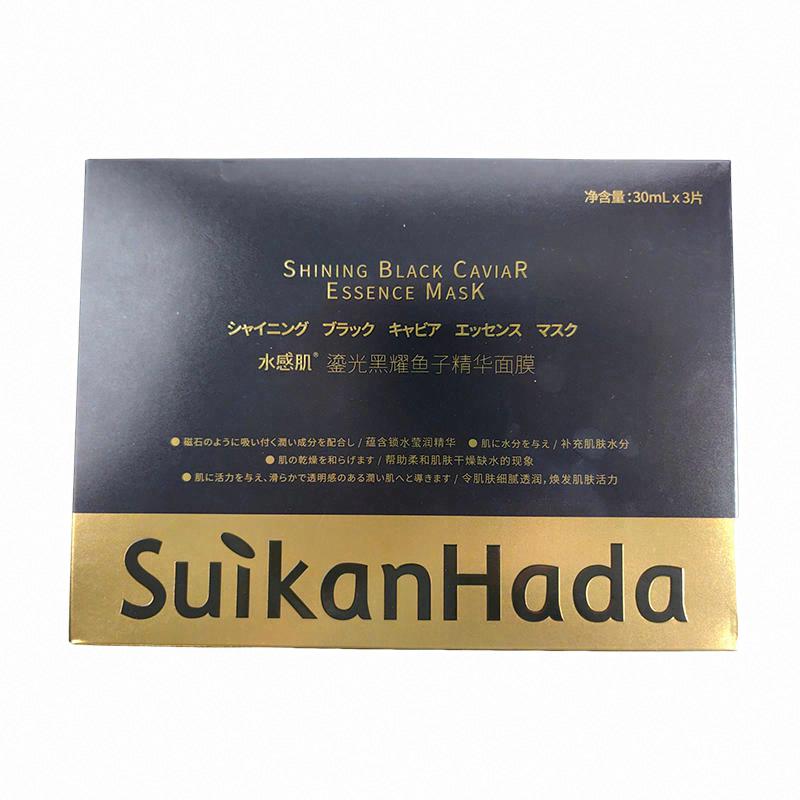 净含量：30mL x 3片
SHINING BLACK CAVIAR
ESSENCE MASK
シャイニング ブラック キャビア エッセンス マスク
水感肌® 鎏光黑耀鱼子精华面膜
● 磁石のように吸い付く潤い成分を配合し / 蕴含锁水莹润精华 ● 肌に水分を与え / 补充肌肤水分
● 肌の乾燥を和らげます / 帮助柔和肌肤干燥缺水的现象
● 肌に活力を与え、滑らかで透明感のある潤い肌へと導きます / 令肌肤细腻透润，焕发肌肤活力
SuikanHada